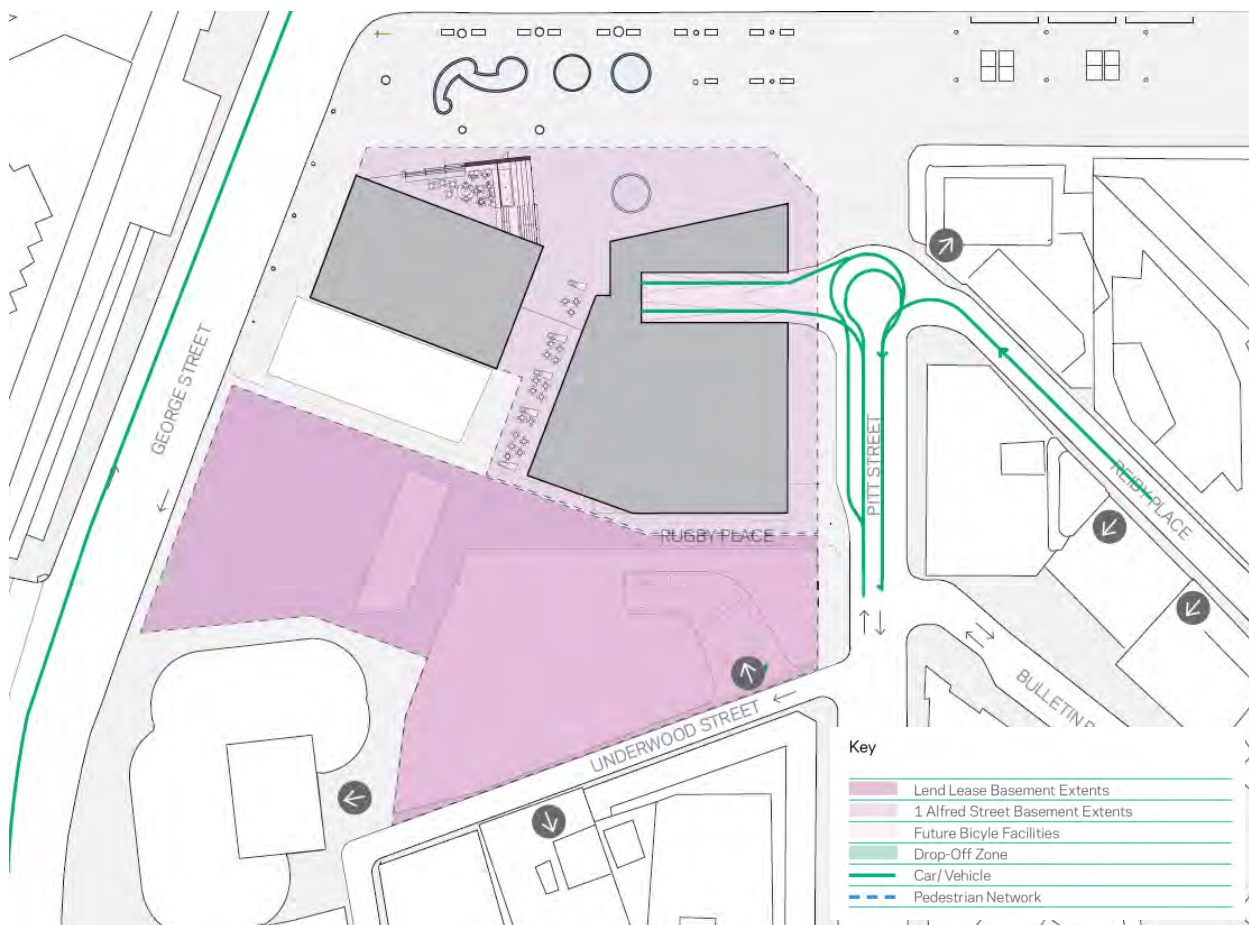 GEORGE STREET
PITT STREET
REIBY PLACE
RUGBY PLACE
UNDERWOOD STREET
BULLETIN
Key
Lend Lease Basement Extents
1 Alfred Street Basement Extents
Future Bicyle Facilities
Drop-Off Zone
Car/ Vehicle
Pedestrian Network